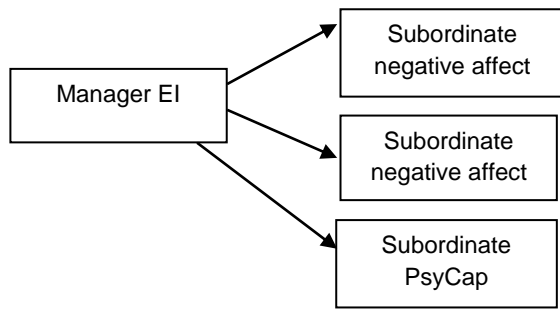 Manager EI
Subordinate
negative affect
Subordinate
negative affect
Subordinate
PsyCap